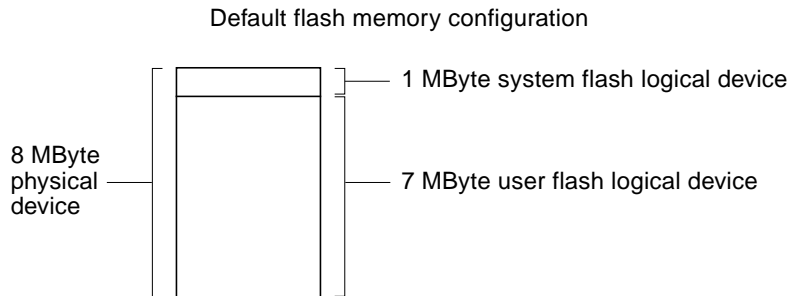 Default flash memory configuration
1 MByte system flash logical device
8 MByte
physical
device
7 MByte user flash logical device